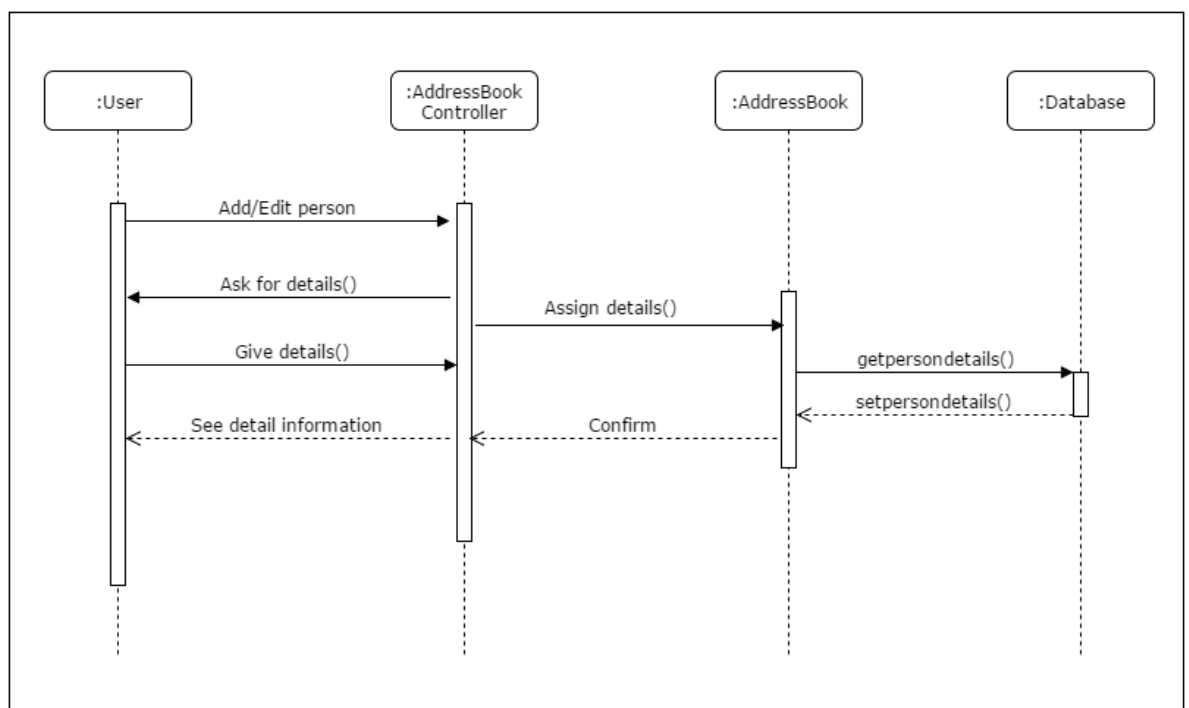 :User
:AddressBook
Controller
:AddressBook
:Database
Add/Edit person
Ask for details()
Assign details()
Give details()
getpersondetails()
setpersondetails()
See detail information
Confirm